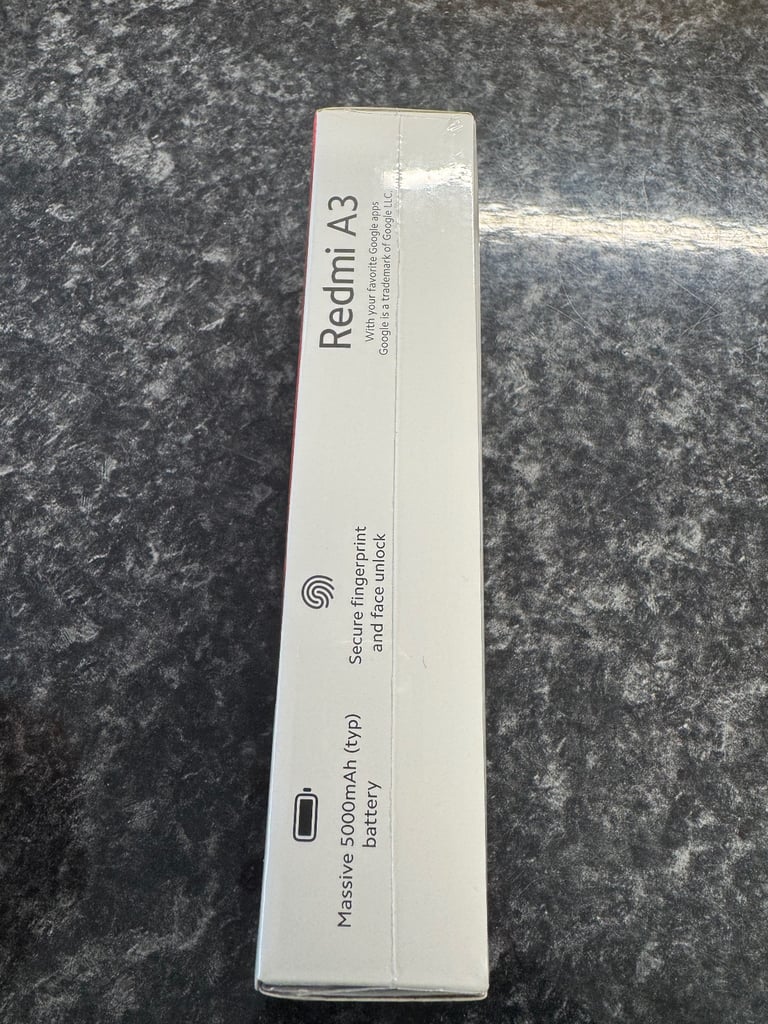 Massive 5000mAh (typ)
battery
Secure fingerprint
and face unlock
Redmi A3
With your favorite Google apps
Google is a trademark of Google LLC.